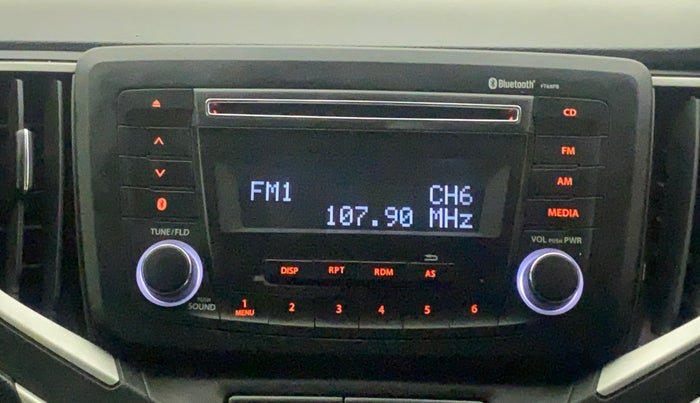 Bluetooth®
CD
FM
AM
MEDIA
FM1 CH6
107.90 MHz
TUNE/FLD
VOL PUSH PWR
DISP RPT RDM AS
PUSH
SOUND
1 2 3 4 5 6
MENU